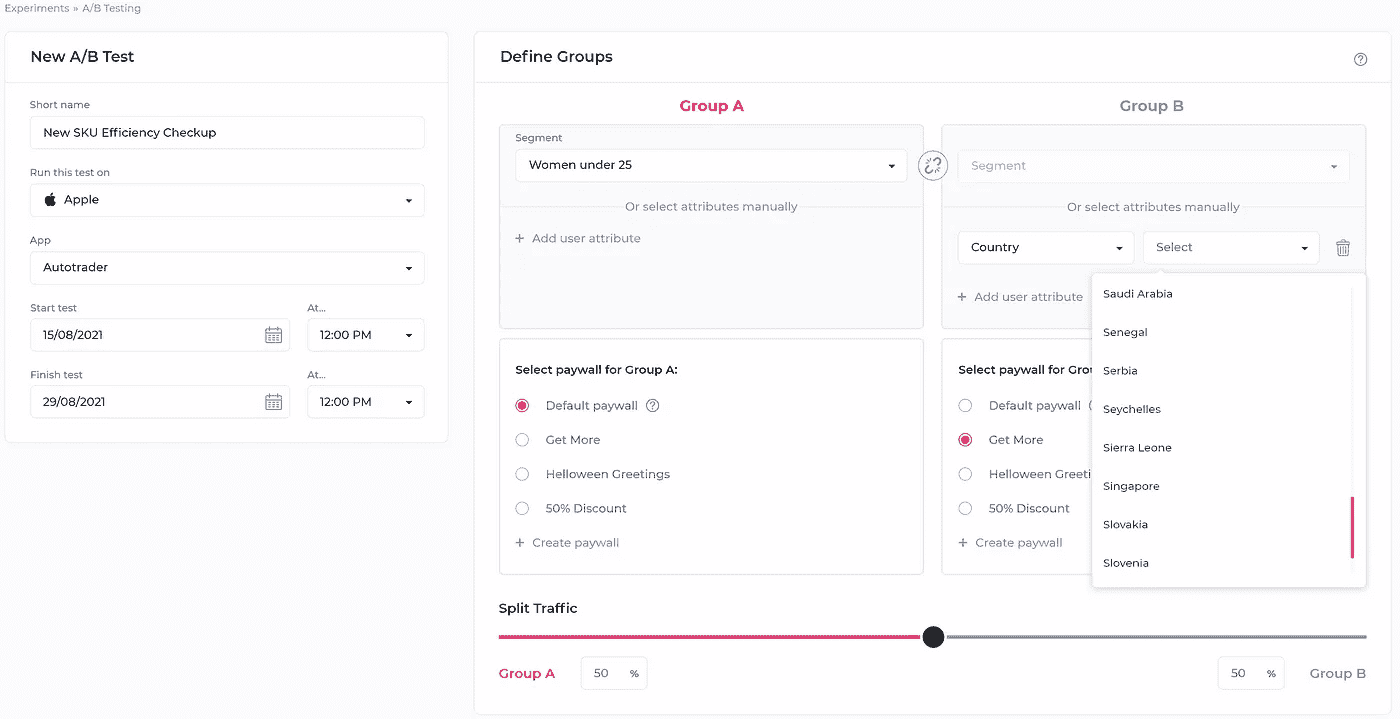 Experiments » A/B Testing
New A/B Test
Short name
New SKU Efficiency Checkup
Run this test on
Apple
App
Autotrader
Start test
At...
15/08/2021
12:00 PM
Finish test
At...
29/08/2021
12:00 PM
Define Groups
?
Group A
Segment
Women under 25
Or select attributes manually
+ Add user attribute
Group B
Segment
Or select attributes manually
Country
Select
+ Add user attribute
Saudi Arabia
Senegal
Serbia
Seychelles
Sierra Leone
Singapore
Slovakia
Slovenia
Select paywall for Group A:
Default paywall ?
Get More
Helloween Greetings
50% Discount
+ Create paywall
Select paywall for Grou
Default paywall
Get More
Helloween Greeti
50% Discount
+ Create paywall
Split Traffic
Group A
50 %
50 %
Group B